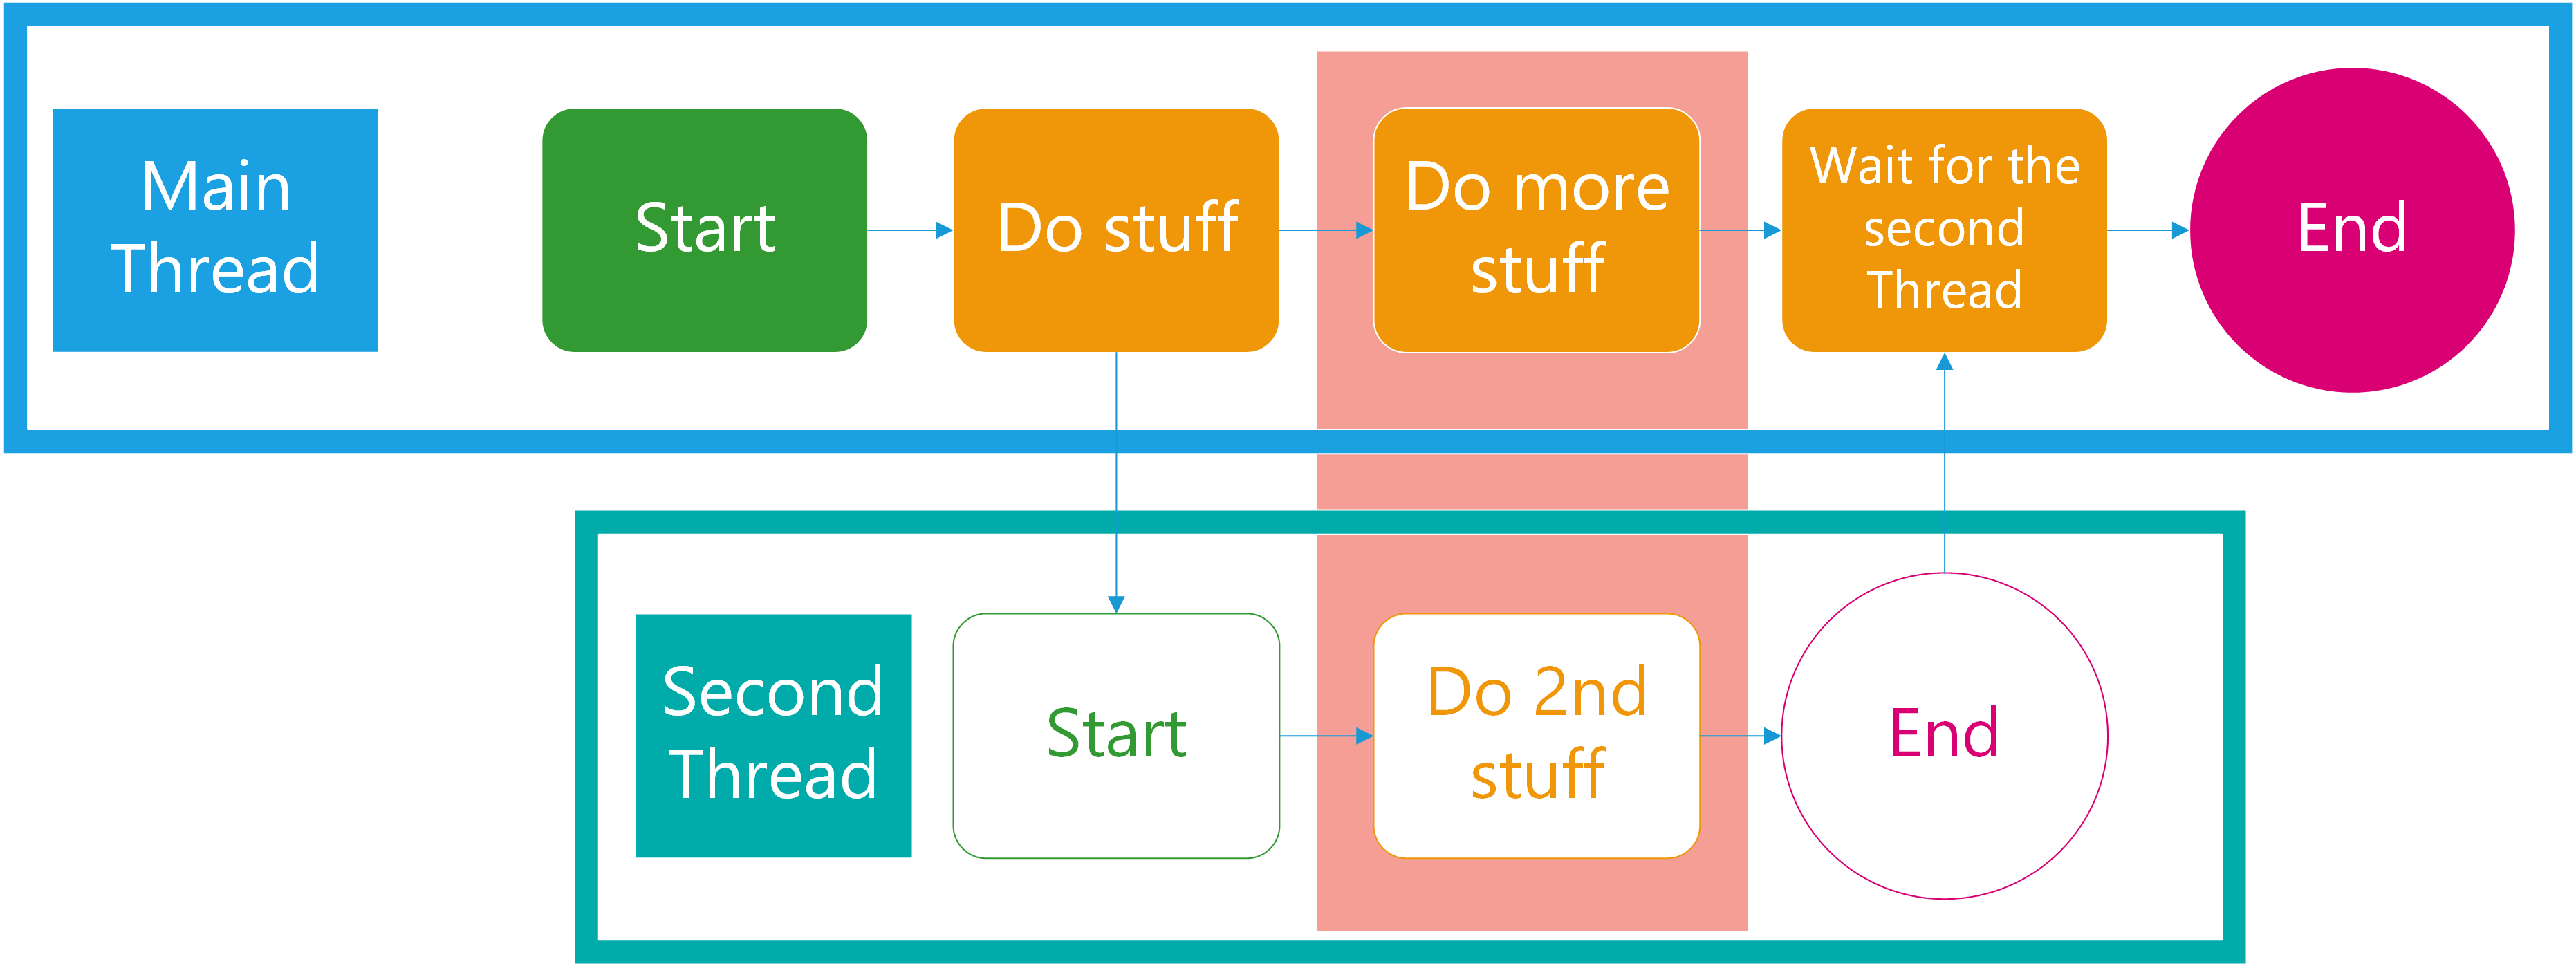 Main
Thread
Start
Do stuff
Do more
stuff
Wait for the
second
Thread
End
Second
Thread
Start
Do 2nd
stuff
End